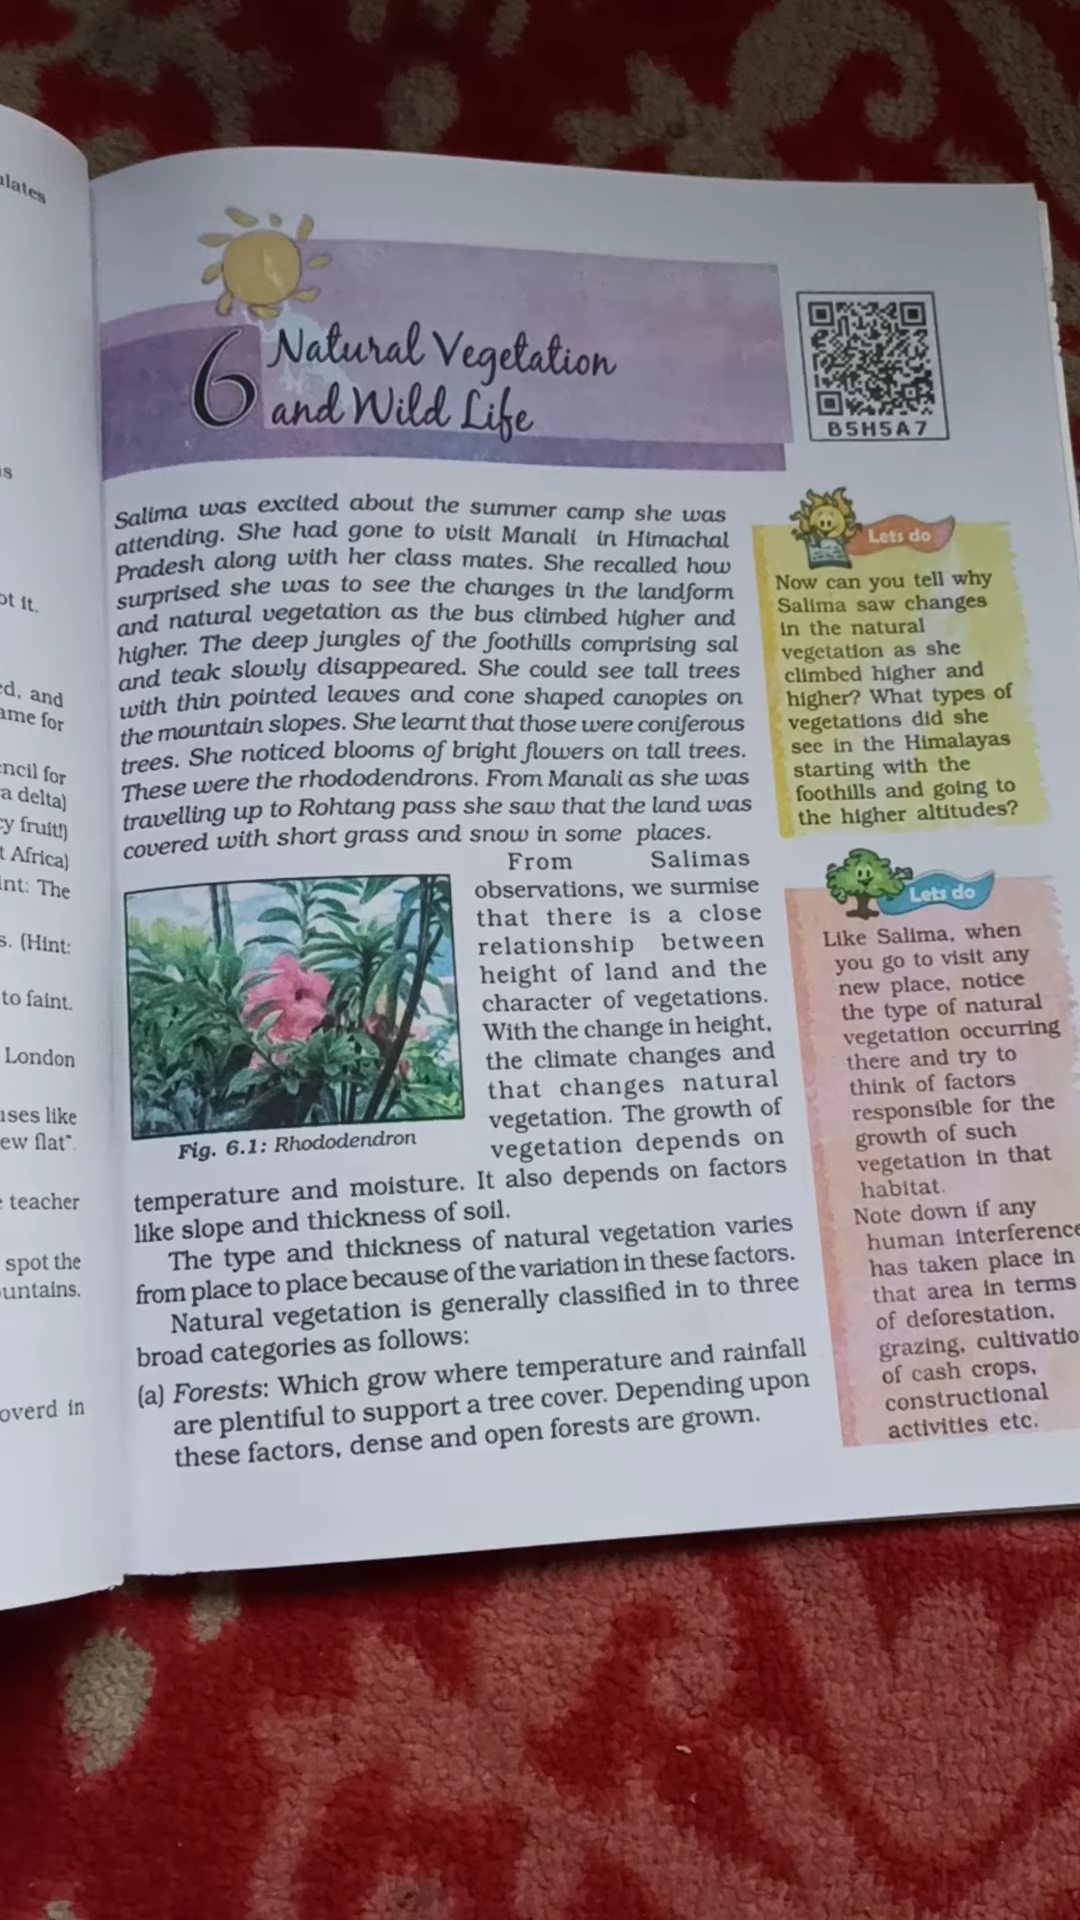 ulates
s
ot it.
ed, and
ame for
ncil for
a delta)
cy fruit!)
t Africa)
int: The
s. (Hint:
to faint.
London
uses like
ew flat".
teacher
spot the
ountains.
overd in
6 Natural Vegetation
and Wild Life
B5H5A7
Salima was excited about the summer camp she was
attending. She had gone to visit Manali in Himachal
Pradesh along with her class mates. She recalled how
surprised she was to see the changes in the landform
and natural vegetation as the bus climbed higher and
higher. The deep jungles of the foothills comprising sal
and teak slowly disappeared. She could see tall trees
with thin pointed leaves and cone shaped canopies on
the mountain slopes. She learnt that those were coniferous
trees. She noticed blooms of bright flowers on tall trees.
These were the rhododendrons. From Manali as she was
travelling up to Rohtang pass she saw that the land was
covered with short grass and snow in some places.
From Salimas
observations, we surmise
that there is a close
relationship between
height of land and the
character of vegetations.
With the change in height,
the climate changes and
that changes natural
vegetation. The growth of
vegetation depends on
Fig. 6.1: Rhododendron
temperature and moisture. It also depends on factors
like slope and thickness of soil.
The type and thickness of natural vegetation varies
from place to place because of the variation in these factors.
Natural vegetation is generally classified in to three
broad categories as follows:
(a) Forests: Which grow where temperature and rainfall
are plentiful to support a tree cover. Depending upon
these factors, dense and open forests are grown.
Lets do
Now can you tell why
Salima saw changes
in the natural
vegetation as she
climbed higher and
higher? What types of
vegetations did she
see in the Himalayas
starting with the
foothills and going to
the higher altitudes?
Lets do
Like Salima, when
you go to visit any
new place, notice
the type of natural
vegetation occurring
there and try to
think of factors
responsible for the
growth of such
vegetation in that
habitat.
Note down if any
human interference
has taken place in
that area in terms
of deforestation,
grazing, cultivatio
of cash crops,
constructional
activities etc.